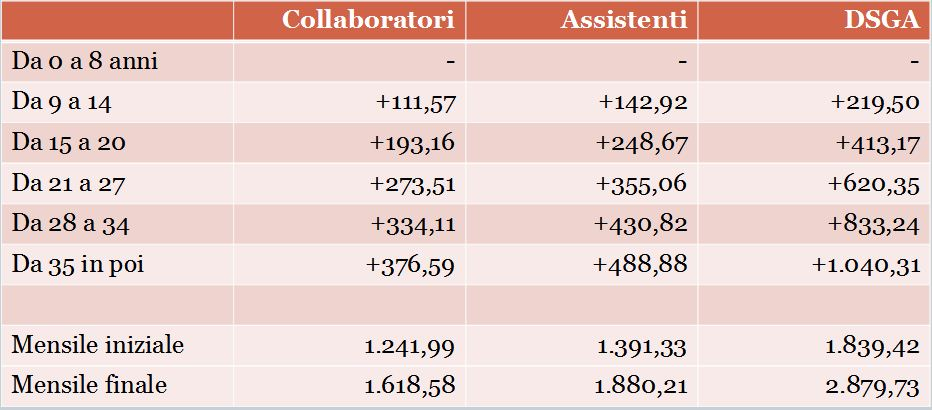 Collaboratori Assistenti DSGA
Da 0 a 8 anni - - -
Da 9 a 14 +111,57 +142,92 +219,50
Da 15 a 20 +193,16 +248,67 +413,17
Da 21 a 27 +273,51 +355,06 +620,35
Da 28 a 34 +334,11 +430,82 +833,24
Da 35 in poi +376,59 +488,88 +1.040,31
Mensile iniziale 1.241,99 1.391,33 1.839,42
Mensile finale 1.618,58 1.880,21 2.879,73